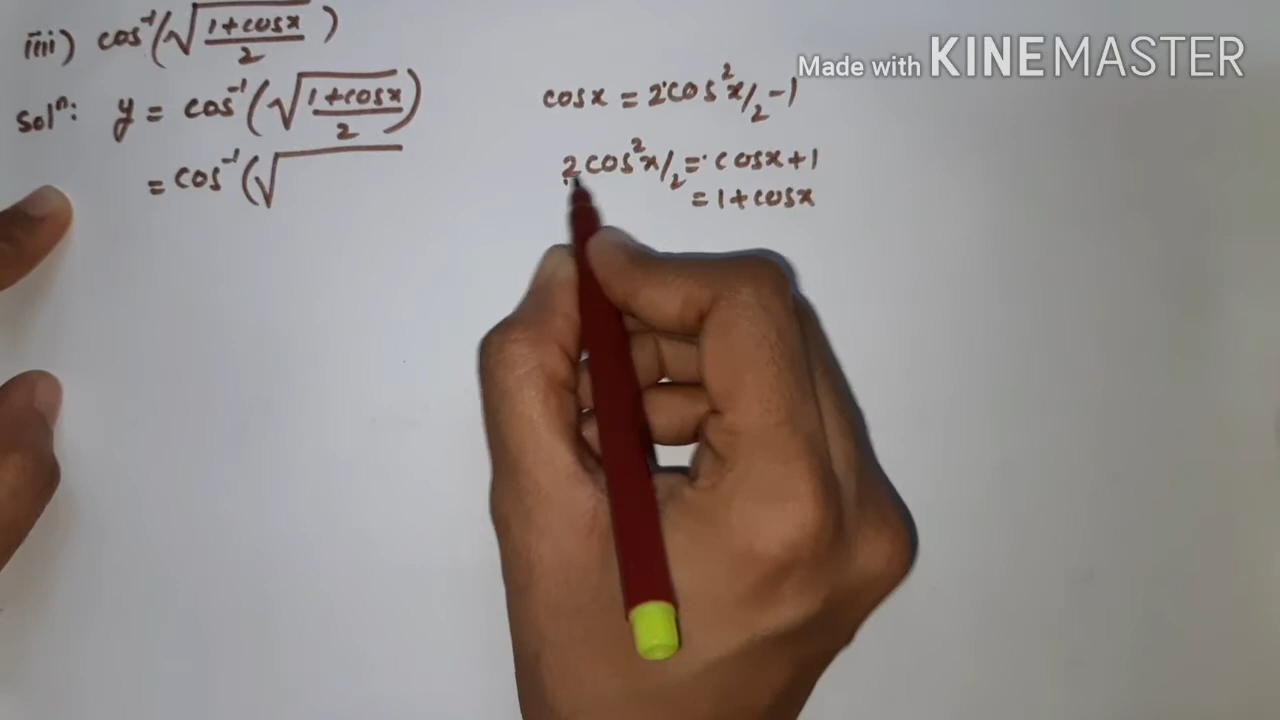 iii) cos⁻¹(√(1+cosx)/2)
Solⁿ: y = cos⁻¹(√(1+cosx)/2)
= cos⁻¹(√
Made with KINEMASTER
cosx = 2cos²x/2 -1
2cos²x/2 = cosx+1
= 1+cosx